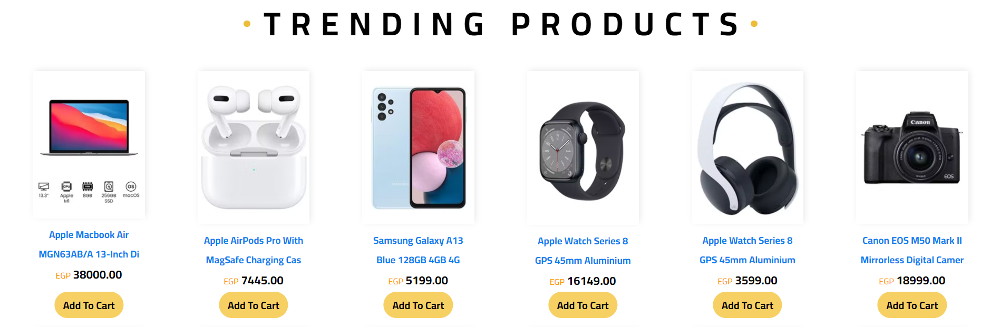 TRENDING PRODUCTS
13.3"
Apple
M1
CPU
8GB
256GB
SSD
OS
macOS
Apple Macbook Air
MGN63AB/A 13-Inch Di
EGP 38000.00
Add To Cart
Apple AirPods Pro With
MagSafe Charging Cas
EGP 7445.00
Add To Cart
SAMSUNG
Samsung Galaxy A13
Blue 128GB 4GB 4G
EGP 5199.00
Add To Cart
Apple Watch Series 8
GPS 45mm Aluminium
EGP 16149.00
Add To Cart
Apple Watch Series 8
GPS 45mm Aluminium
EGP 3599.00
Add To Cart
Canon
EOS
Canon EOS M50 Mark II
Mirrorless Digital Camer
EGP 18999.00
Add To Cart